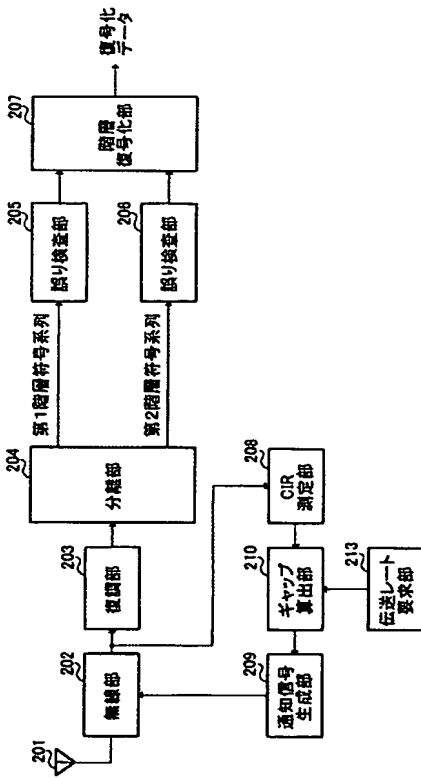 201
202
無線部
203
復調部
204
分離部
第1階層符号系列
第2階層符号系列
205
誤り検査部
206
誤り検査部
207
階層
復号化部
復号化
データ
208
CIR
測定部
210
ギャップ
算出部
209
通知信号
生成部
213
伝送レート
要求部